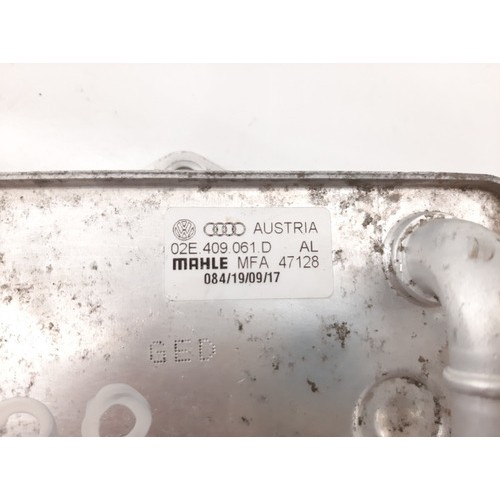 AUSTRIA
02E.409.061.D AL
MAHLE MFA 47128
084/19/09/17
GED